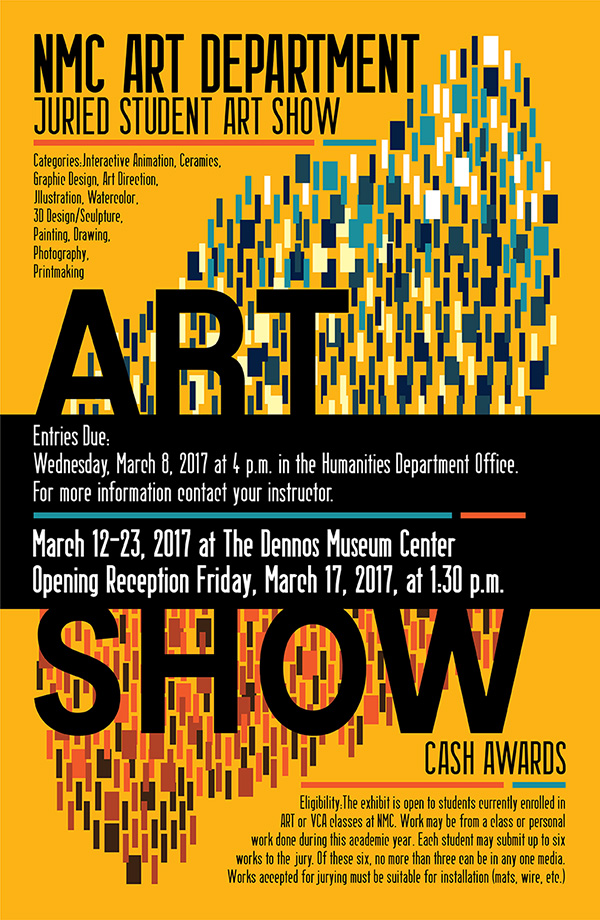 NMC ART DEPARTMENT
JURIED STUDENT ART SHOW
Categories:Interactive Animation, Ceramics,
Graphic Design, Art Direction,
Illustration, Watercolor,
3D Design/Sculpture,
Painting, Drawing,
Photography,
Printmaking
ART
Entries Due:
Wednesday, March 8, 2017 at 4 p.m. in the Humanities Department Office.
For more information contact your instructor.
March 12-23, 2017 at The Dennos Museum Center
Opening Reception Friday, March 17, 2017, at 1:30 p.m.
SHOW
CASH AWARDS
Eligibility:The exhibit is open to students currently enrolled in
ART or VCA classes at NMC. Work may be from a class or personal
work done during this academic year. Each student may submit up to six
works to the jury. Of these six, no more than three can be in any one media.
Works accepted for jurying must be suitable for installation (mats, wire, etc.)